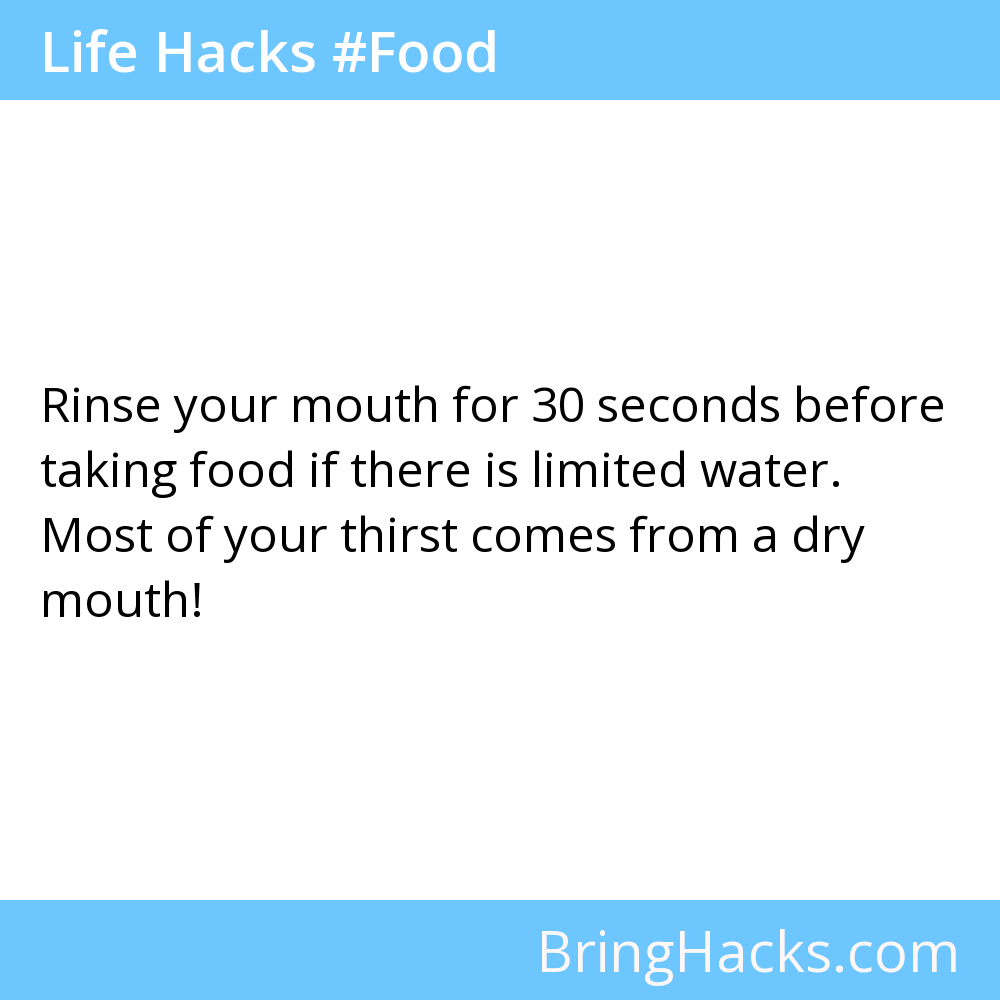 Life Hacks #Food
Rinse your mouth for 30 seconds before
taking food if there is limited water.
Most of your thirst comes from a dry
mouth!
BringHacks.com